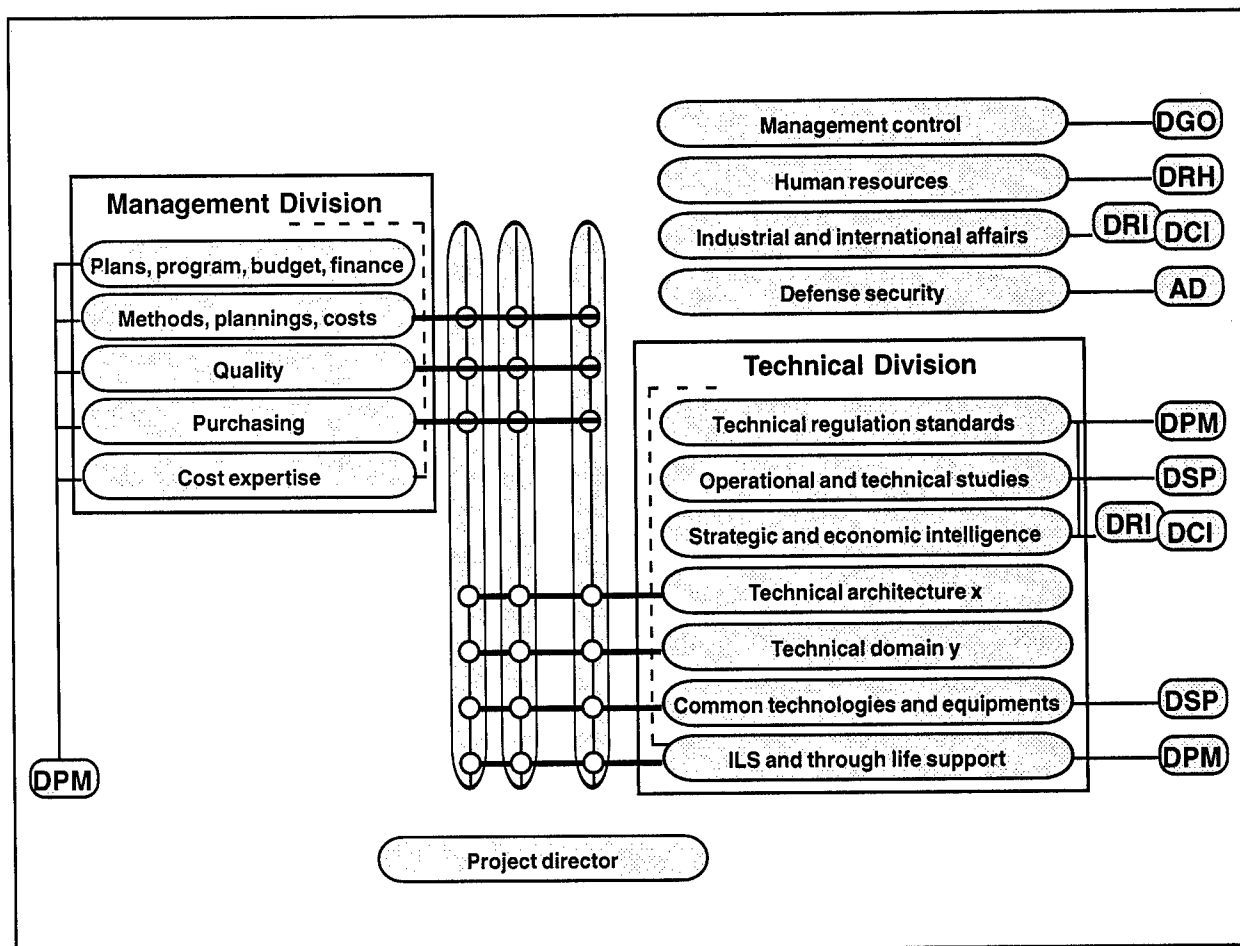 Management control
DGO
Human resources
DRH
Industrial and international affairs
DRI
DCI
Defense security
AD
Management Division
Plans, program, budget, finance
Methods, plannings, costs
Quality
Purchasing
Cost expertise
DPM
Technical Division
Technical regulation standards
DPM
Operational and technical studies
DSP
Strategic and economic intelligence
DRI
DCI
Technical architecture x
Technical domain y
Common technologies and equipments
DSP
ILS and through life support
DPM
Project director